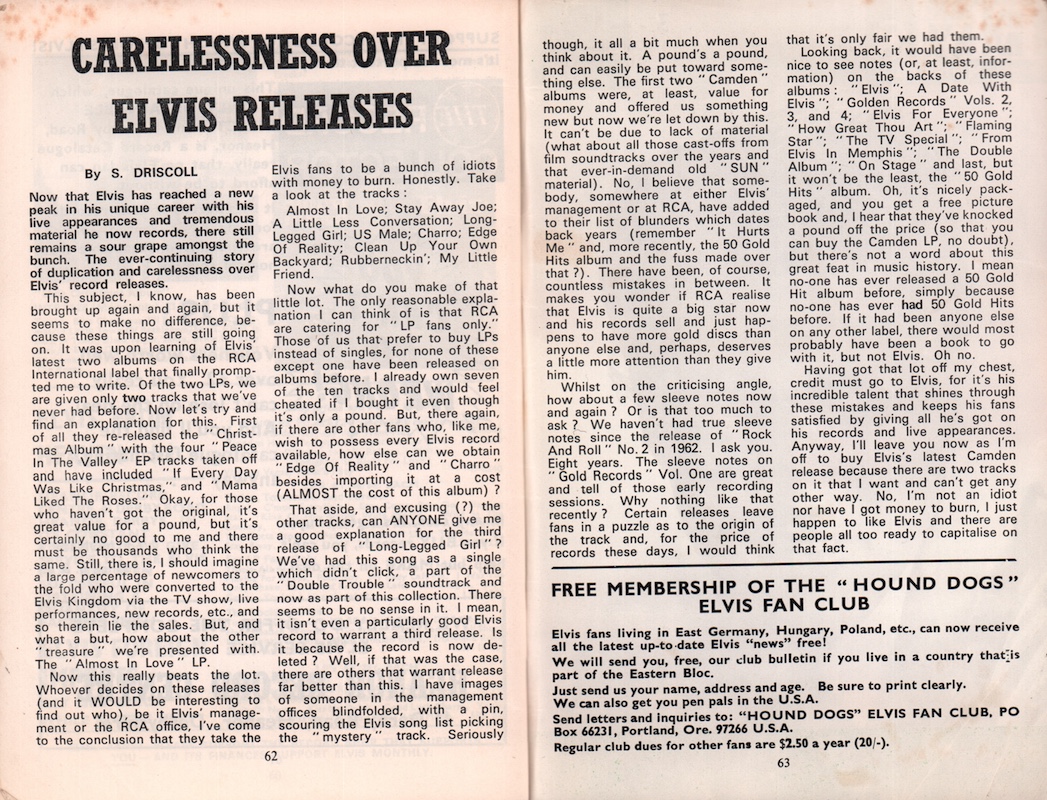 CARELESSNESS OVER
ELVIS RELEASES
By S. DRISCOLL
Now that Elvis has reached a new
peak in his unique career with his
live appearances and tremendous
material he now records, there still
remains a sour grape amongst the
bunch. The ever-continuing story
of duplication and carelessness over
Elvis' record releases.
This subject, I know, has been
brought up again and again, but it
seems to make no difference, be-
cause these things are still going
on. It was upon learning of Elvis'
latest two albums on the RCA
International label that finally promp-
ted me to write. Of the two LPs, we
are given only two tracks that we've
never had before. Now let's try and
find an explanation for this. First
of all they re-released the "Christ-
mas Album" with the four "Peace
In The Valley" EP tracks taken off
and have included "If Every Day
Was Like Christmas," and "Mama
Liked The Roses." Okay, for those
who haven't got the original, it's
great value for a pound, but it's
certainly no good to me and there
must be thousands who think the
same. Still, there is, I should imagine
a large percentage of newcomers to
the fold who were converted to the
Elvis Kingdom via the TV show, live
performances, new records, etc., and
so therein lie the sales. But, and
what a but, how about the other
"treasure" we're presented with.
The "Almost In Love" LP.
Now this really beats the lot.
Whoever decides on these releases
(and it WOULD be interesting to
find out who), be it Elvis' manage-
ment or the RCA office, I've come
to the conclusion that they take the
Elvis fans to be a bunch of idiots
with money to burn. Honestly. Take
a look at the tracks:
Almost In Love; Stay Away Joe;
A Little Less Conversation; Long-
Legged Girl; US Male; Charro; Edge
Of Reality; Clean Up Your Own
Backyard; Rubberneckin'; My Little
Friend.
Now what do you make of that
little lot. The only reasonable expla-
nation I can think of is that RCA
are catering for "LP fans only."
Those of us that prefer to buy LPs
instead of singles, for none of these
except one have been released on
albums before. I already own seven
of the ten tracks and would feel
cheated if I bought it even though
it's only a pound. But, there again,
if there are other fans who, like me,
wish to possess every Elvis record
available, how else can we obtain
"Edge Of Reality" and "Charro"
besides importing it at a cost
(ALMOST the cost of this album) ?
That aside, and excusing (?) the
other tracks, can ANYONE give me
a good explanation for the third
release of "Long-Legged Girl" ?
We've had this song as a single
which didn't click, a part of the
"Double Trouble" soundtrack and
now as part of this collection. There
seems to be no sense in it. I mean,
it isn't even a particularly good Elvis
record to warrant a third release. Is
it because the record is now de-
leted ? Well, if that was the case,
there are others that warrant release
far better than this. I have images
of someone in the management
offices blindfolded, with a pin,
scouring the Elvis song list picking
the "mystery" track. Seriously
62
though, it all a bit much when you
think about it. A pound's a pound,
and can easily be put toward some-
thing else. The first two "Camden"
albums were, at least, value for
money and offered us something
new but now we're let down by this.
It can't be due to lack of material
(what about all those cast-offs from
film soundtracks over the years and
that ever-in-demand old "SUN"
material). No, I believe that some-
body, somewhere at either Elvis'
management or at RCA, have added
to their list of blunders which dates
back years (remember "It Hurts
Me" and, more recently, the 50 Gold
Hits album and the fuss made over
that ?). There have been, of course,
countless mistakes in between. It
makes you wonder if RCA realise
that Elvis is quite a big star now
and his records sell and just hap-
pens to have more gold discs than
anyone else and, perhaps, deserves
a little more attention than they give
him.
Whilst on the criticising angle,
how about a few sleeve notes now
and again ? Or is that too much to
ask ? We haven't had true sleeve
notes since the release of "Rock
And Roll" No. 2 in 1962. I ask you.
Eight years. The sleeve notes on
"Gold Records" Vol. One are great
and tell of those early recording
sessions. Why nothing like that
recently ? Certain releases leave
fans in a puzzle as to the origin of
the track and, for the price of
records these days, I would think
that it's only fair we had them.
Looking back, it would have been
nice to see notes (or, at least, infor-
mation) on the backs of these
albums : "Elvis"; A Date With
Elvis"; "Golden Records" Vols. 2,
3, and 4; "Elvis For Everyone";
"How Great Thou Art"; "Flaming
Star"; "The TV Special"; "From
Elvis In Memphis"; "The Double
Album"; "On Stage" and last, but
it won't be the least, the "50 Gold
Hits" album. Oh, it's nicely pack-
aged, and you get a free picture
book and, I hear that they've knocked
a pound off the price (so that you
can buy the Camden LP, no doubt),
but there's not a word about this
great feat in music history. I mean
no-one has ever released a 50 Gold
Hit album before, simply because
no-one has ever had 50 Gold Hits
before. If it had been anyone else
on any other label, there would most
probably have been a book to go
with it, but not Elvis. Oh no.
Having got that lot off my chest,
credit must go to Elvis, for it's his
incredible talent that shines through
these mistakes and keeps his fans
satisfied by giving all he's got on
his records and live appearances.
Anyway, I'll leave you now as I'm
off to buy Elvis's latest Camden
release because there are two tracks
on it that I want and can't get any
other way. No, I'm not an idiot
nor have I got money to burn, I just
happen to like Elvis and there are
people all too ready to capitalise on
that fact.
FREE MEMBERSHIP OF THE "HOUND DOGS"
ELVIS FAN CLUB
Elvis fans living in East Germany, Hungary, Poland, etc., can now receive
all the latest up-to-date Elvis "news" free!
We will send you, free, our club bulletin if you live in a country that is
part of the Eastern Bloc.
Just send us your name, address and age. Be sure to print clearly.
We can also get you pen pals in the U.S.A.
Send letters and inquiries to: "HOUND DOGS" ELVIS FAN CLUB, PO
Box 66231, Portland, Ore. 97266 U.S.A.
Regular club dues for other fans are $2.50 a year (20/-).
63